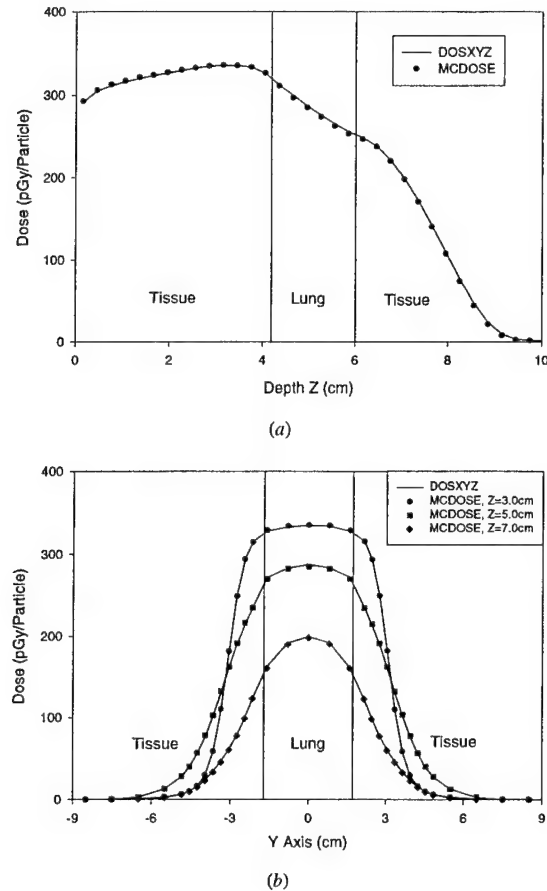 400
300
200
100
0
Dose (pGy/Particle)
DOSXYZ
MCDOSE
Tissue
Lung
Tissue
0
2
4
6
8
10
Depth Z (cm)
(a)
400
300
200
100
0
Dose (pGy/Particle)
DOSXYZ
MCDOSE, Z=3.0cm
MCDOSE, Z=5.0cm
MCDOSE, Z=7.0cm
Tissue
Lung
Tissue
-9
-6
-3
0
3
6
9
Y Axis (cm)
(b)